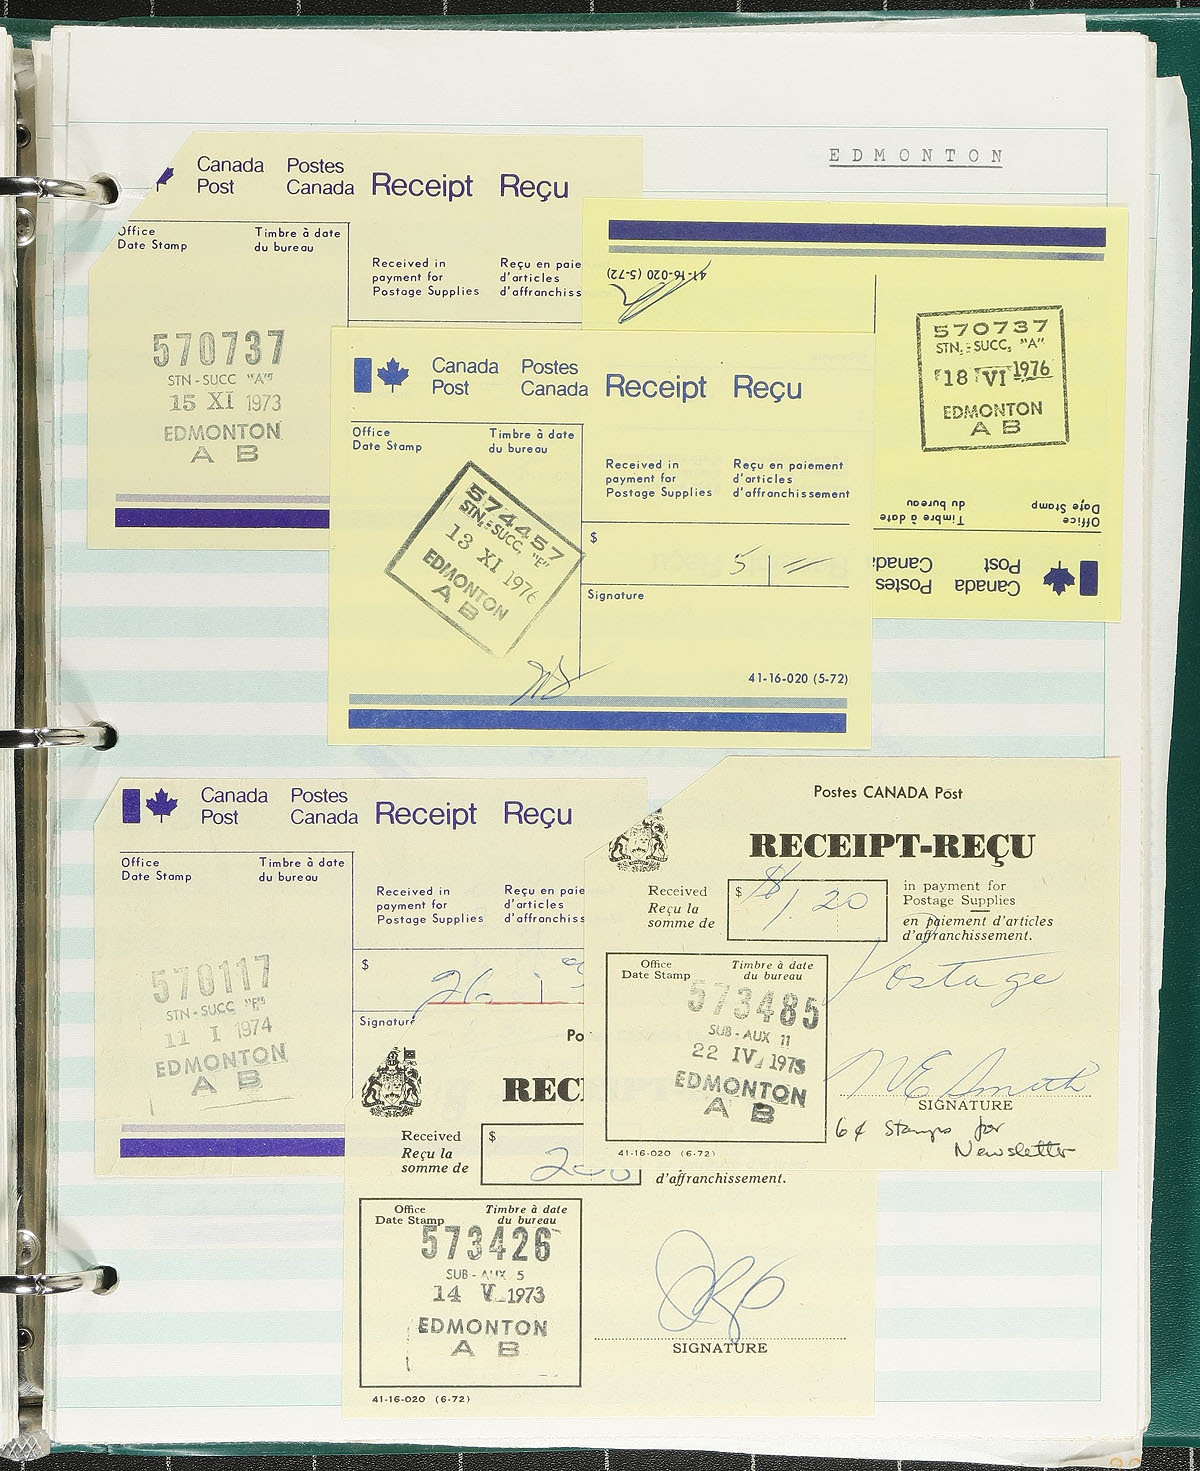 EDMONTON
Canada Post
Postes Canada
Receipt Reçu
Office Date Stamp
Timbre à date du bureau
Received in payment for Postage Supplies
Reçu en paie
d'articles
d'affranchiss
570737
STN - SUCC "A"
15 XI 1973
EDMONTON
A B
41-16-020 (5-72)
570737
STN. - SUCC. "A"
18 VI 1976
EDMONTON
A B
Office Date Stamp
Timbre à date du bureau
Canada Post
Postes Canada
Canada Post
Postes Canada
Receipt Reçu
Office Date Stamp
Timbre à date du bureau
Received in payment for Postage Supplies
Reçu en paiement d'articles d'affranchissement
574457
STN. - SUCC. "E"
13 XI 1976
EDMONTON
A B
$
51
Signature
41-16-020 (5-72)
Canada Post
Postes Canada
Receipt Reçu
Office Date Stamp
Timbre à date du bureau
Received in payment for Postage Supplies
Reçu en paie
d'articles
d'affranchiss
$ 26
Signature
570117
STN - SUCC "E"
11 I 1974
EDMONTON
A B
Postes CANADA Post
RECEIPT-REÇU
Received
Reçu la somme de
$ $1.20
in payment for Postage Supplies
en paiement d'articles d'affranchissement.
Office Date Stamp
Timbre à date du bureau
573485
SUB - AUX 11
22 IV 1975
EDMONTON
A B
Postage
M E Smith
SIGNATURE
6¢ Stamps for Newsletter
41-16-020 (6-72)
Po
RECE
Received
Reçu la somme de
$
200
d'affranchissement.
Office Date Stamp
Timbre à date du bureau
573426
SUB - AUX 5
14 V 1973
EDMONTON
A B
SIGNATURE
41-16-020 (6-72)